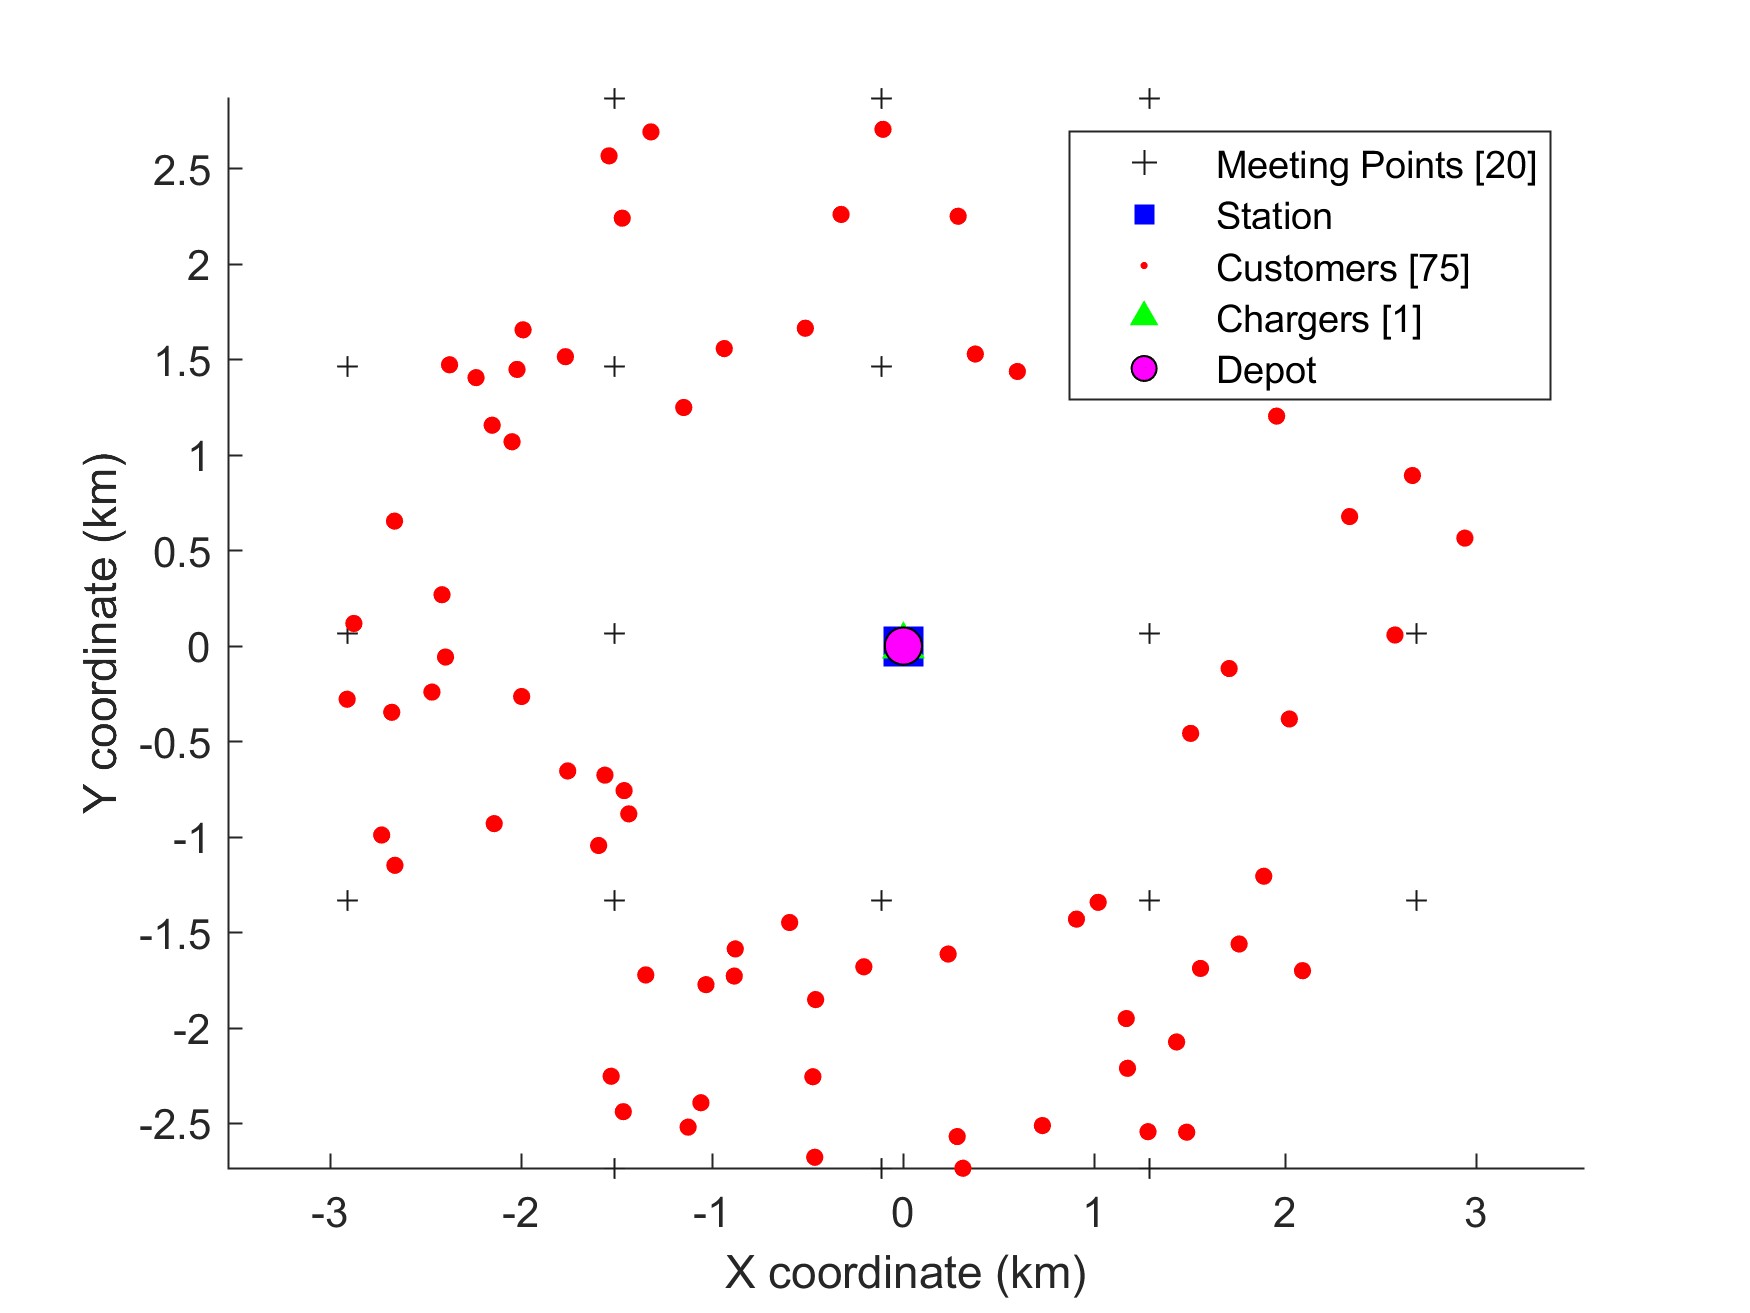 Meeting Points [20]
Station
Customers [75]
Chargers [1]
Depot
2.5
2
1.5
1
0.5
0
-0.5
-1
-1.5
-2
-2.5
Y coordinate (km)
-3
-2
-1
0
1
2
3
X coordinate (km)